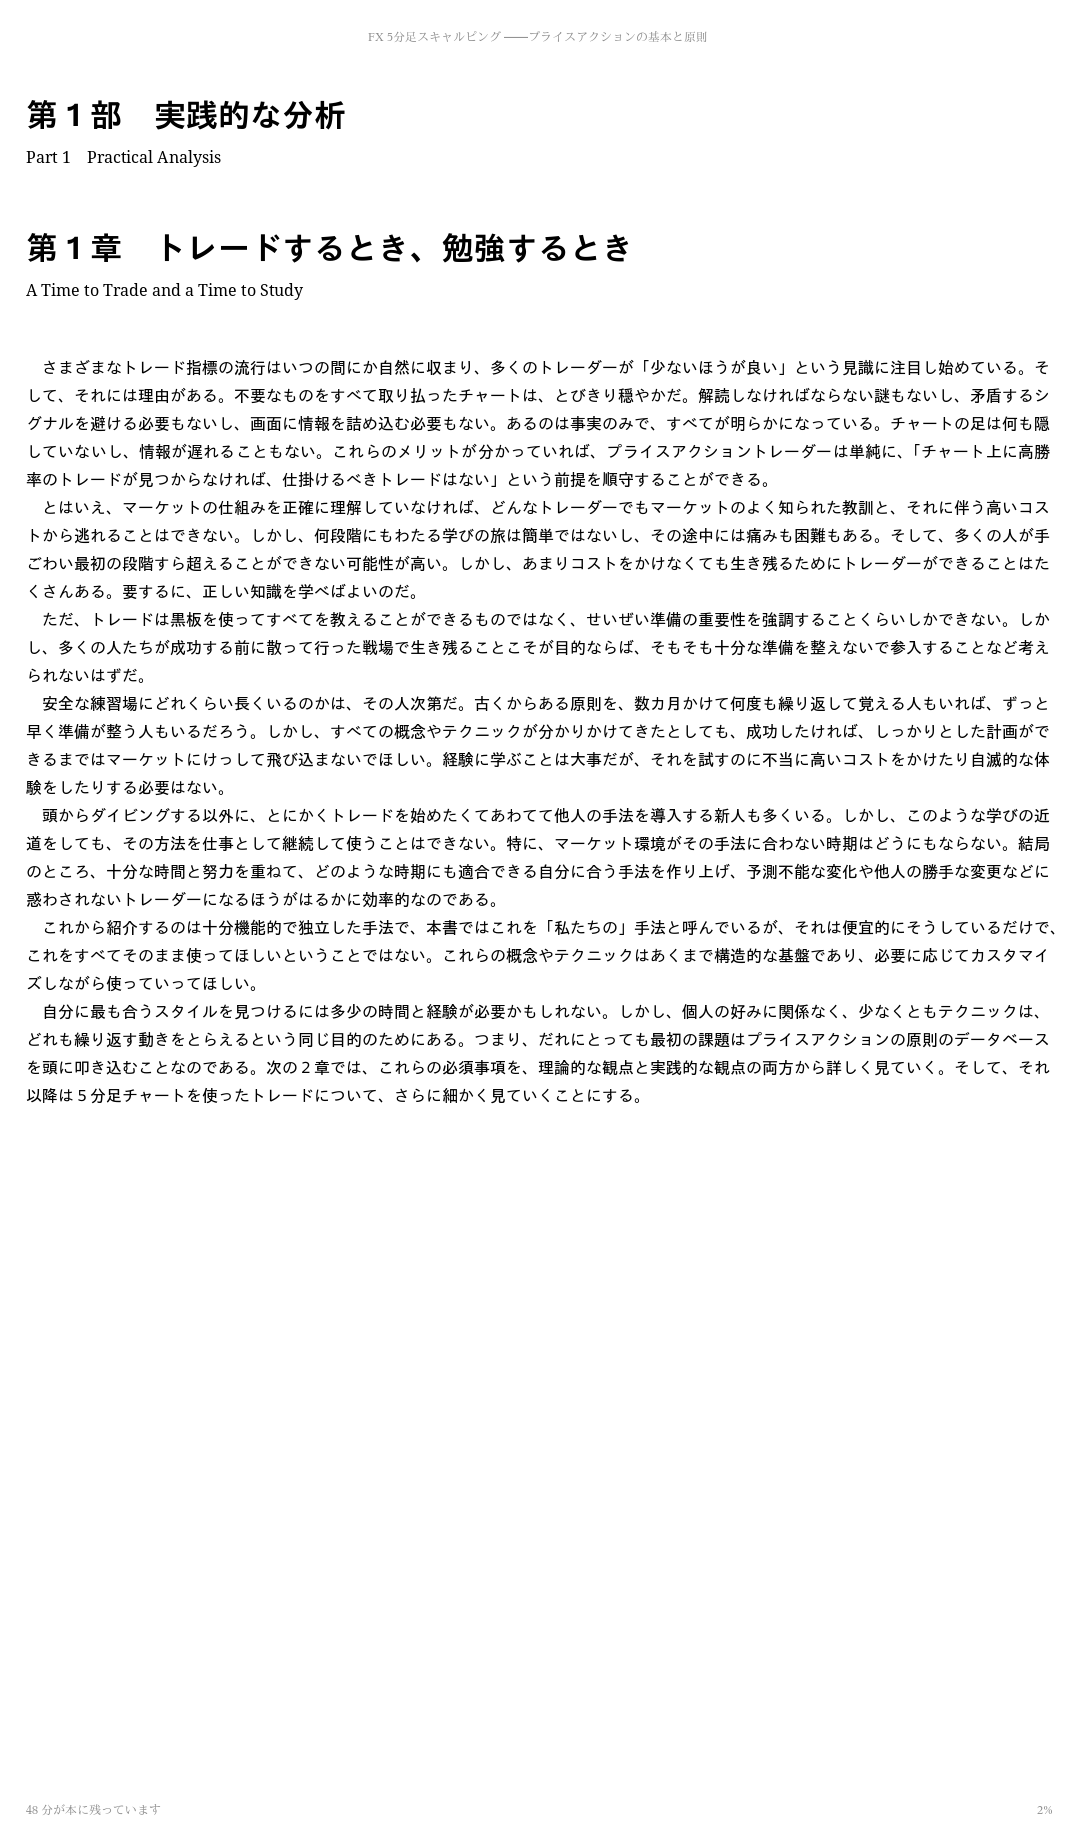 FX 5分足スキャルピング ――プライスアクションの基本と原則
第１部　実践的な分析
Part 1　Practical Analysis
第１章　トレードするとき、勉強するとき
A Time to Trade and a Time to Study
　さまざまなトレード指標の流行はいつの間にか自然に収まり、多くのトレーダーが「少ないほうが良い」という見識に注目し始めている。そ
して、それには理由がある。不要なものをすべて取り払ったチャートは、とびきり穏やかだ。解読しなければならない謎もないし、矛盾するシ
グナルを避ける必要もないし、画面に情報を詰め込む必要もない。あるのは事実のみで、すべてが明らかになっている。チャートの足は何も隠
していないし、情報が遅れることもない。これらのメリットが分かっていれば、プライスアクショントレーダーは単純に、「チャート上に高勝
率のトレードが見つからなければ、仕掛けるべきトレードはない」という前提を順守することができる。
　とはいえ、マーケットの仕組みを正確に理解していなければ、どんなトレーダーでもマーケットのよく知られた教訓と、それに伴う高いコス
トから逃れることはできない。しかし、何段階にもわたる学びの旅は簡単ではないし、その途中には痛みも困難もある。そして、多くの人が手
ごわい最初の段階すら超えることができない可能性が高い。しかし、あまりコストをかけなくても生き残るためにトレーダーができることはた
くさんある。要するに、正しい知識を学べばよいのだ。
　ただ、トレードは黒板を使ってすべてを教えることができるものではなく、せいぜい準備の重要性を強調することくらいしかできない。しか
し、多くの人たちが成功する前に散って行った戦場で生き残ることこそが目的ならば、そもそも十分な準備を整えないで参入することなど考え
られないはずだ。
　安全な練習場にどれくらい長くいるのかは、その人次第だ。古くからある原則を、数カ月かけて何度も繰り返して覚える人もいれば、ずっと
早く準備が整う人もいるだろう。しかし、すべての概念やテクニックが分かりかけてきたとしても、成功したければ、しっかりとした計画がで
きるまではマーケットにけっして飛び込まないでほしい。経験に学ぶことは大事だが、それを試すのに不当に高いコストをかけたり自滅的な体
験をしたりする必要はない。
　頭からダイビングする以外に、とにかくトレードを始めたくてあわてて他人の手法を導入する新人も多くいる。しかし、このような学びの近
道をしても、その方法を仕事として継続して使うことはできない。特に、マーケット環境がその手法に合わない時期はどうにもならない。結局
のところ、十分な時間と努力を重ねて、どのような時期にも適合できる自分に合う手法を作り上げ、予測不能な変化や他人の勝手な変更などに
惑わされないトレーダーになるほうがはるかに効率的なのである。
　これから紹介するのは十分機能的で独立した手法で、本書ではこれを「私たちの」手法と呼んでいるが、それは便宜的にそうしているだけで、
これをすべてそのまま使ってほしいということではない。これらの概念やテクニックはあくまで構造的な基盤であり、必要に応じてカスタマイ
ズしながら使っていってほしい。
　自分に最も合うスタイルを見つけるには多少の時間と経験が必要かもしれない。しかし、個人の好みに関係なく、少なくともテクニックは、
どれも繰り返す動きをとらえるという同じ目的のためにある。つまり、だれにとっても最初の課題はプライスアクションの原則のデータベース
を頭に叩き込むことなのである。次の２章では、これらの必須事項を、理論的な観点と実践的な観点の両方から詳しく見ていく。そして、それ
以降は５分足チャートを使ったトレードについて、さらに細かく見ていくことにする。
48 分が本に残っています
2%